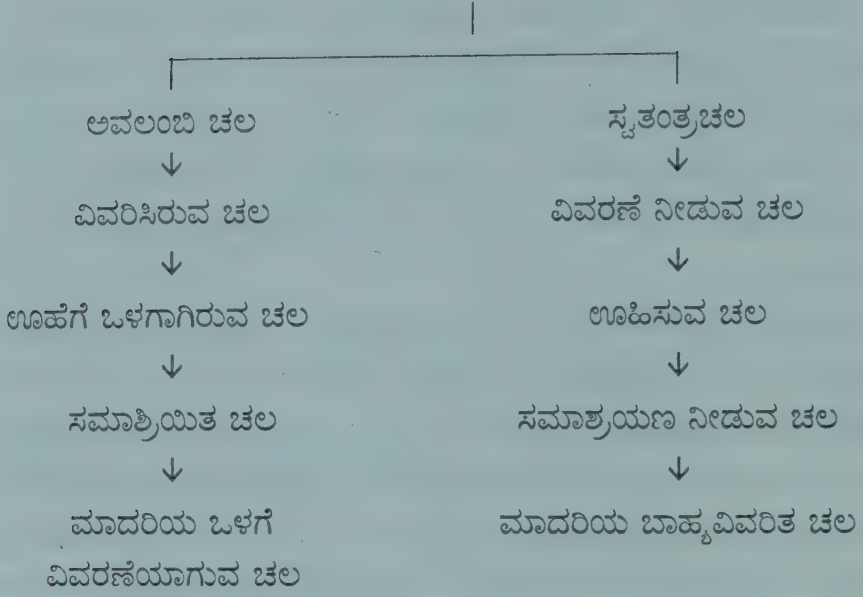 ಅವಲಂಬಿ ಚಲ
↓
ವಿವರಿಸಿರುವ ಚಲ
↓
ಊಹೆಗೆ ಒಳಗಾಗಿರುವ ಚಲ
↓
ಸಮಾಶ್ರಿಯಿತ ಚಲ
↓
ಮಾದರಿಯ ಒಳಗೆ
ವಿವರಣೆಯಾಗುವ ಚಲ
ಸ್ವತಂತ್ರಚಲ
↓
ವಿವರಣೆ ನೀಡುವ ಚಲ
↓
ಊಹಿಸುವ ಚಲ
↓
ಸಮಾಶ್ರಯಣ ನೀಡುವ ಚಲ
↓
ಮಾದರಿಯ ಬಾಹ್ಯವಿವರಿತ ಚಲ